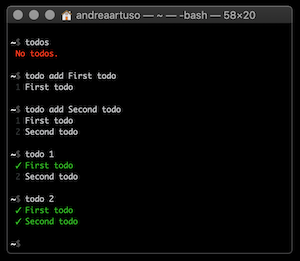 andreaartuso — ~ — -bash — 58×20
~$ todos
No todos.
~$ todo add First todo
1 First todo
~$ todo add Second todo
1 First todo
2 Second todo
~$ todo 1
✓ First todo
2 Second todo
~$ todo 2
✓ First todo
✓ Second todo
~$